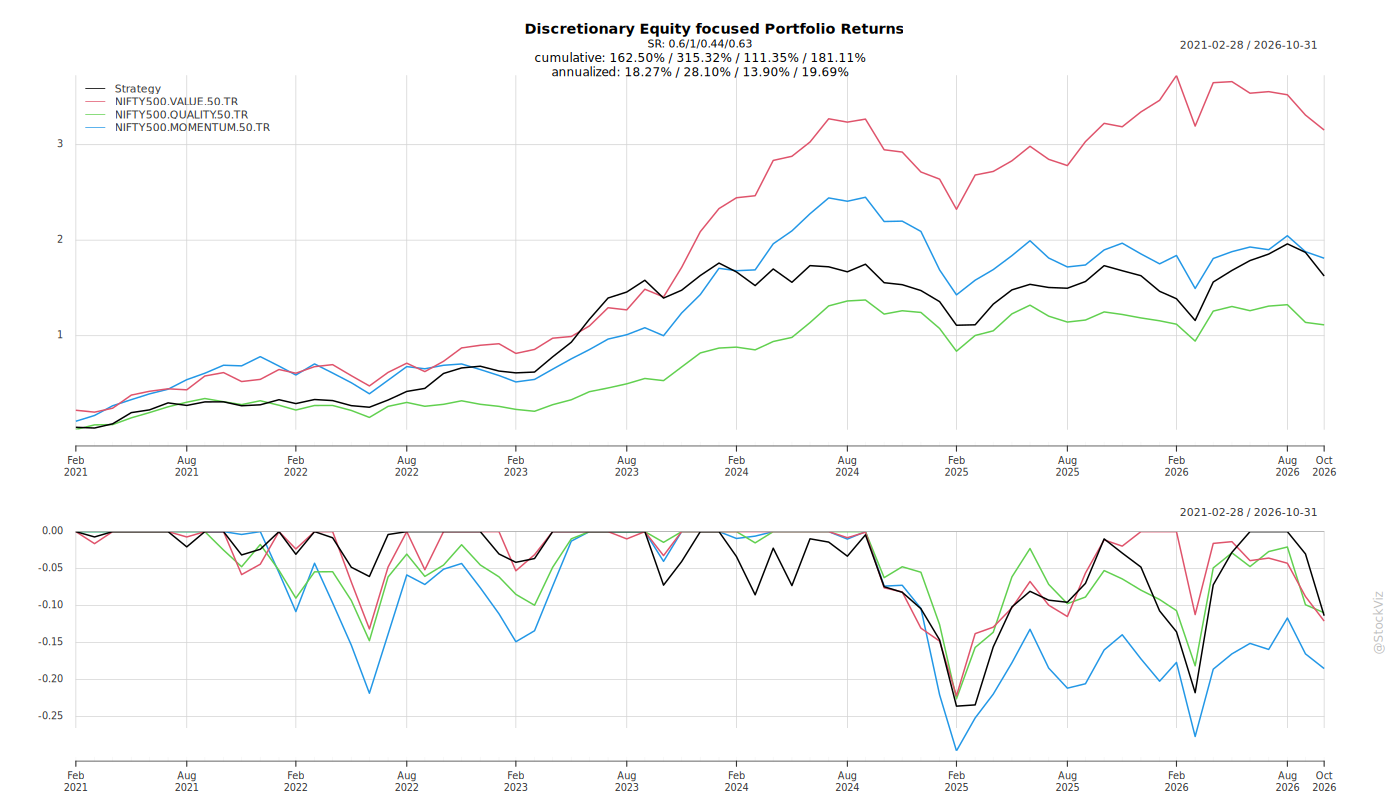 Discretionary Equity focused Portfolio Returns
SR: 0.6/1/0.44/0.63
cumulative: 162.50% / 315.32% / 111.35% / 181.11%
annualized: 18.27% / 28.10% / 13.90% / 19.69%
2021-02-28 / 2026-10-31
Strategy
NIFTY500.VALUE.50.TR
NIFTY500.QUALITY.50.TR
NIFTY500.MOMENTUM.50.TR
3
2
1
Feb Aug Feb Aug Feb Aug Feb Aug Feb Aug Feb Aug Oct
2021 2021 2022 2022 2023 2023 2024 2024 2025 2025 2026 2026 2026
2021-02-28 / 2026-10-31
0.00
-0.05
-0.10
-0.15
-0.20
-0.25
Feb Aug Feb Aug Feb Aug Feb Aug Feb Aug Feb Aug Oct
2021 2021 2022 2022 2023 2023 2024 2024 2025 2025 2026 2026 2026
@StockViz